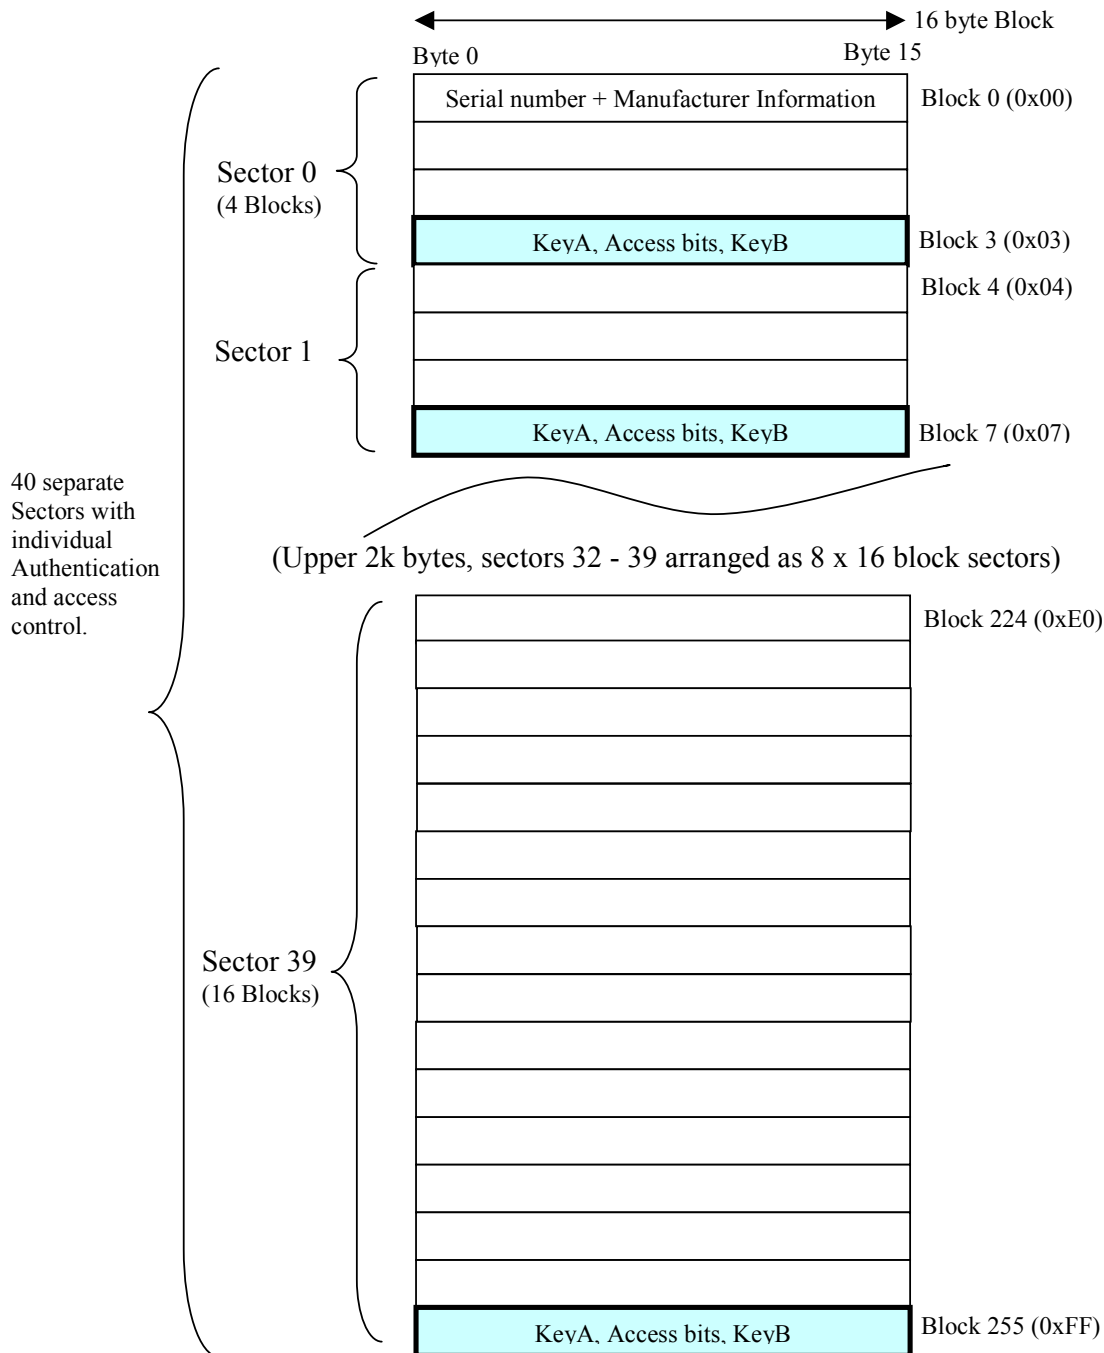 16 byte Block
Byte 0
Byte 15
Serial number + Manufacturer Information
Block 0 (0x00)
Sector 0
(4 Blocks)
KeyA, Access bits, KeyB
Block 3 (0x03)
Block 4 (0x04)
Sector 1
KeyA, Access bits, KeyB
Block 7 (0x07)
40 separate
Sectors with
individual
Authentication
and access
control.
(Upper 2k bytes, sectors 32 - 39 arranged as 8 x 16 block sectors)
Block 224 (0xE0)
Sector 39
(16 Blocks)
KeyA, Access bits, KeyB
Block 255 (0xFF)